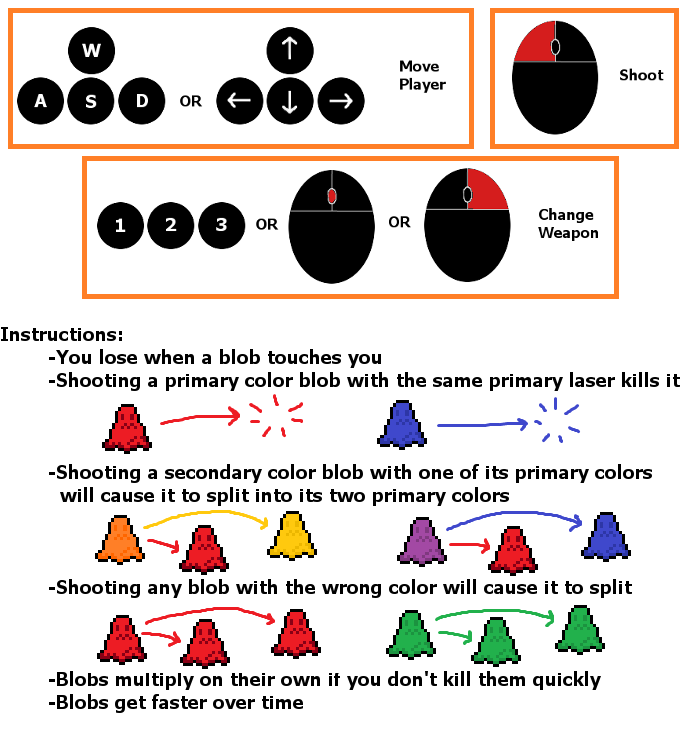 W
A S D OR ← ↓ → ↑
Move
Player
Shoot
1 2 3 OR OR
Change
Weapon
Instructions:
-You lose when a blob touches you
-Shooting a primary color blob with the same primary laser kills it
-Shooting a secondary color blob with one of its primary colors
will cause it to split into its two primary colors
-Shooting any blob with the wrong color will cause it to split
-Blobs multiply on their own if you don't kill them quickly
-Blobs get faster over time